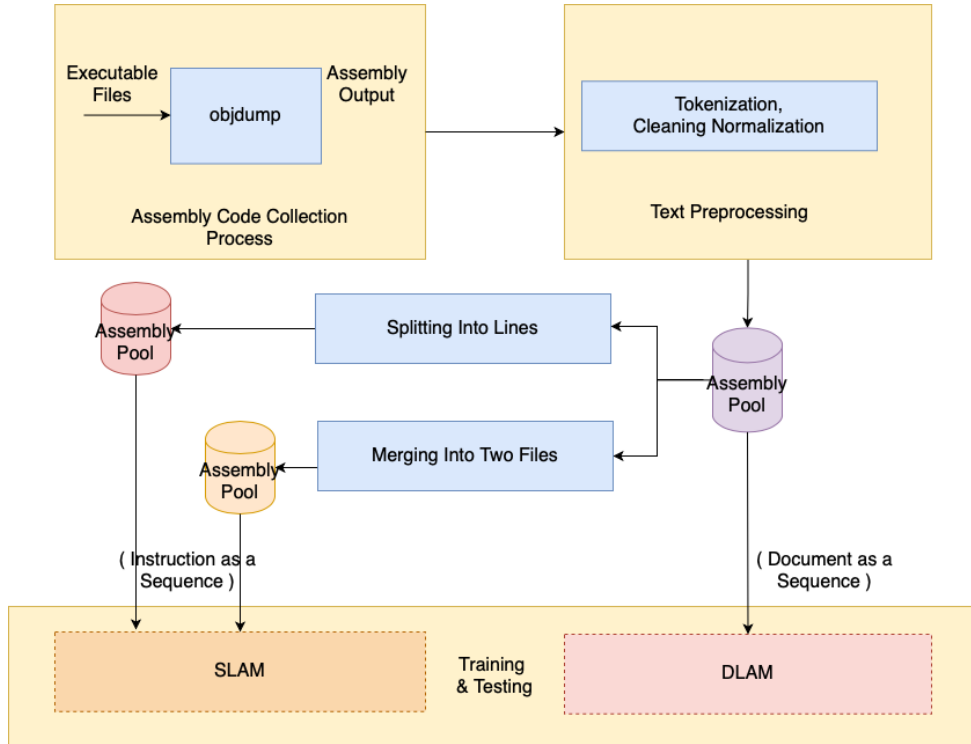 Executable
Files
objdump
Assembly
Output
Assembly Code Collection
Process
Tokenization,
Cleaning Normalization
Text Preprocessing
Assembly
Pool
Splitting Into Lines
Assembly
Pool
Assembly
Pool
Merging Into Two Files
( Instruction as a
Sequence )
( Document as a
Sequence )
SLAM
Training
& Testing
DLAM